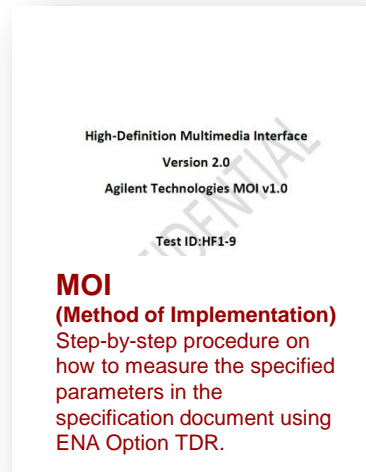 High-Definition Multimedia Interface
Version 2.0
Agilent Technologies MOI v1.0
Test ID:HF1-9
MOI
(Method of Implementation)
Step-by-step procedure on
how to measure the specified
parameters in the
specification document using
ENA Option TDR.